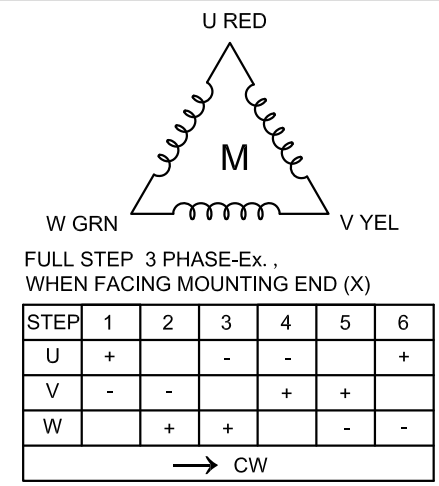 U RED
M
W GRN
V YEL
FULL STEP 3 PHASE-Ex. ,
WHEN FACING MOUNTING END (X)
STEP 1 2 3 4 5 6
U + - - +
V - - + +
W + + - -
→ CW